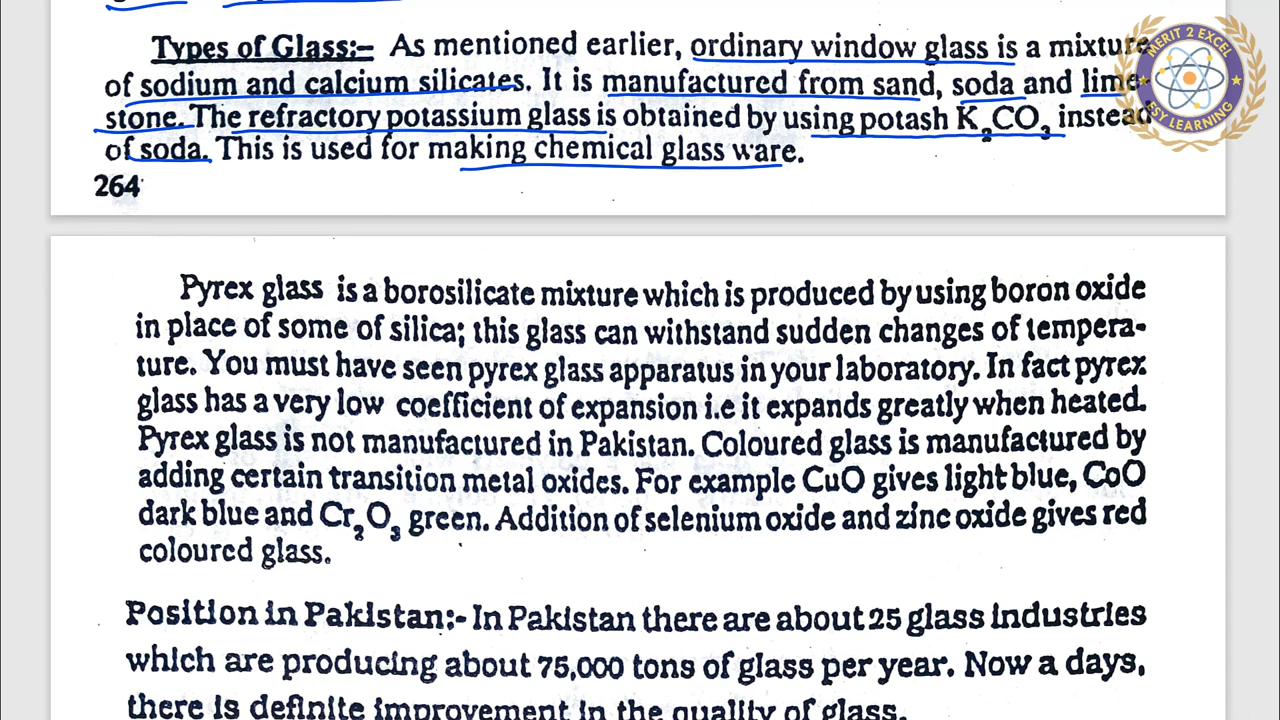 Types of Glass:– As mentioned earlier, ordinary window glass is a mixture
of sodium and calcium silicates. It is manufactured from sand, soda and lime
stone. The refractory potassium glass is obtained by using potash K₂CO₃ instead
of soda. This is used for making chemical glass ware.
264
MERIT 2 EXCEL
ESY LEARNING
Pyrex glass is a borosilicate mixture which is produced by using boron oxide
in place of some of silica; this glass can withstand sudden changes of tempera-
ture. You must have seen pyrex glass apparatus in your laboratory. In fact pyrex
glass has a very low coefficient of expansion i.e it expands greatly when heated.
Pyrex glass is not manufactured in Pakistan. Coloured glass is manufactured by
adding certain transition metal oxides. For example CuO gives light blue, CoO
dark blue and Cr₂O₃ green. Addition of selenium oxide and zinc oxide gives red
coloured glass.
Position in Pakistan:- In Pakistan there are about 25 glass industries
which are producing about 75,000 tons of glass per year. Now a days,
there is definite improvement in the quality of glass.